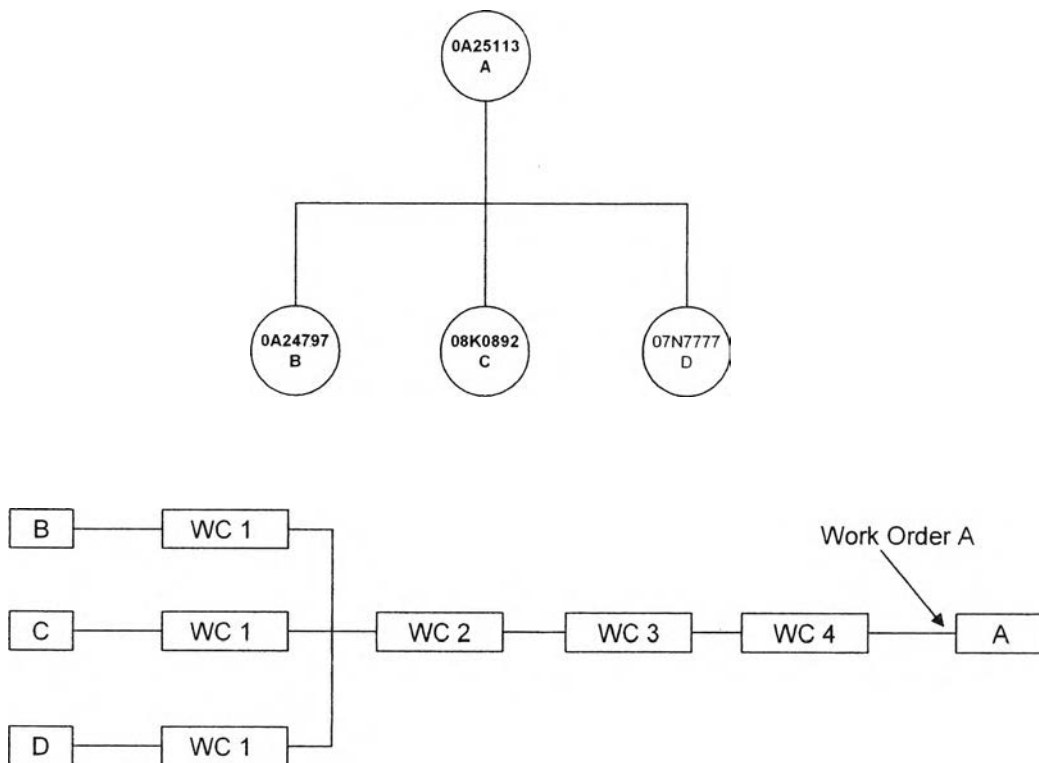 0A25113
A
0A24797
B
08K0892
C
07N7777
D
B
WC 1
Work Order A
C
WC 1
WC 2
WC 3
WC 4
A
D
WC 1